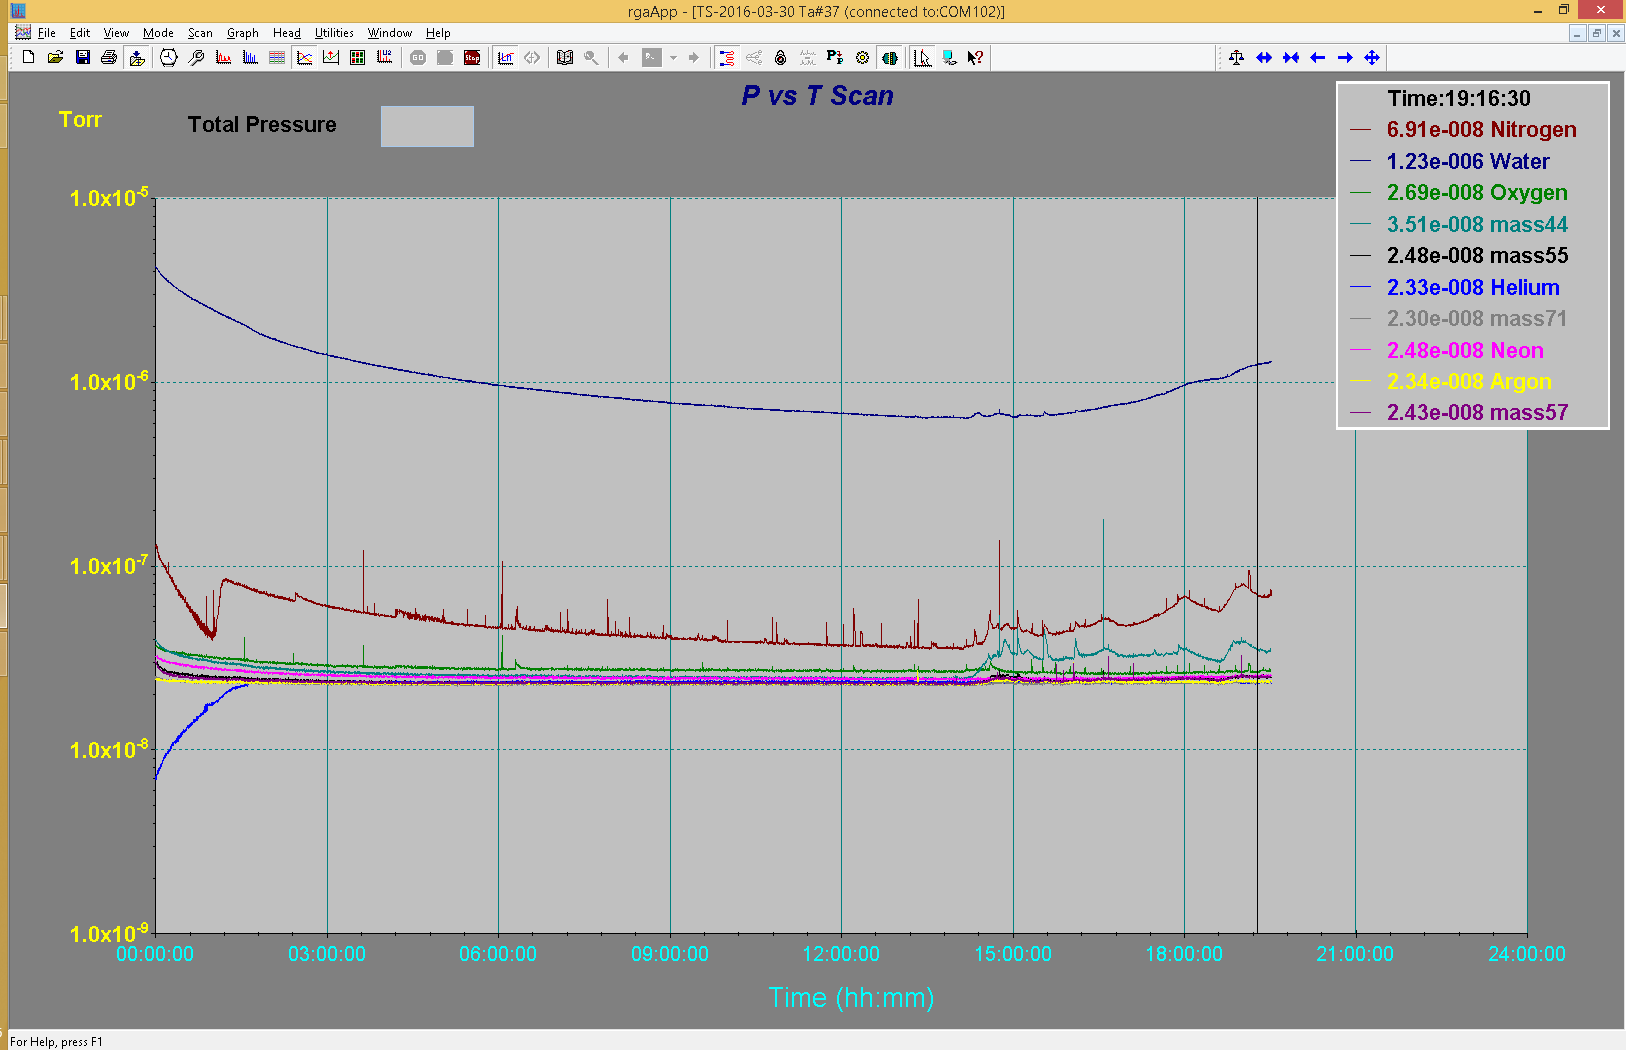 rgaApp - [TS-2016-03-30 Ta#37 (connected to:COM102)]
File Edit View Mode Scan Graph Head Utilities Window Help
GO Stop
P vs T Scan
Torr
Total Pressure
Time:19:16:30
6.91e-008 Nitrogen
1.23e-006 Water
2.69e-008 Oxygen
3.51e-008 mass44
2.48e-008 mass55
2.33e-008 Helium
2.30e-008 mass71
2.48e-008 Neon
2.34e-008 Argon
2.43e-008 mass57
1.0x10-5
1.0x10-6
1.0x10-7
1.0x10-8
1.0x10-9
00:00:00 03:00:00 06:00:00 09:00:00 12:00:00 15:00:00 18:00:00 21:00:00 24:00:00
Time (hh:mm)
For Help, press F1